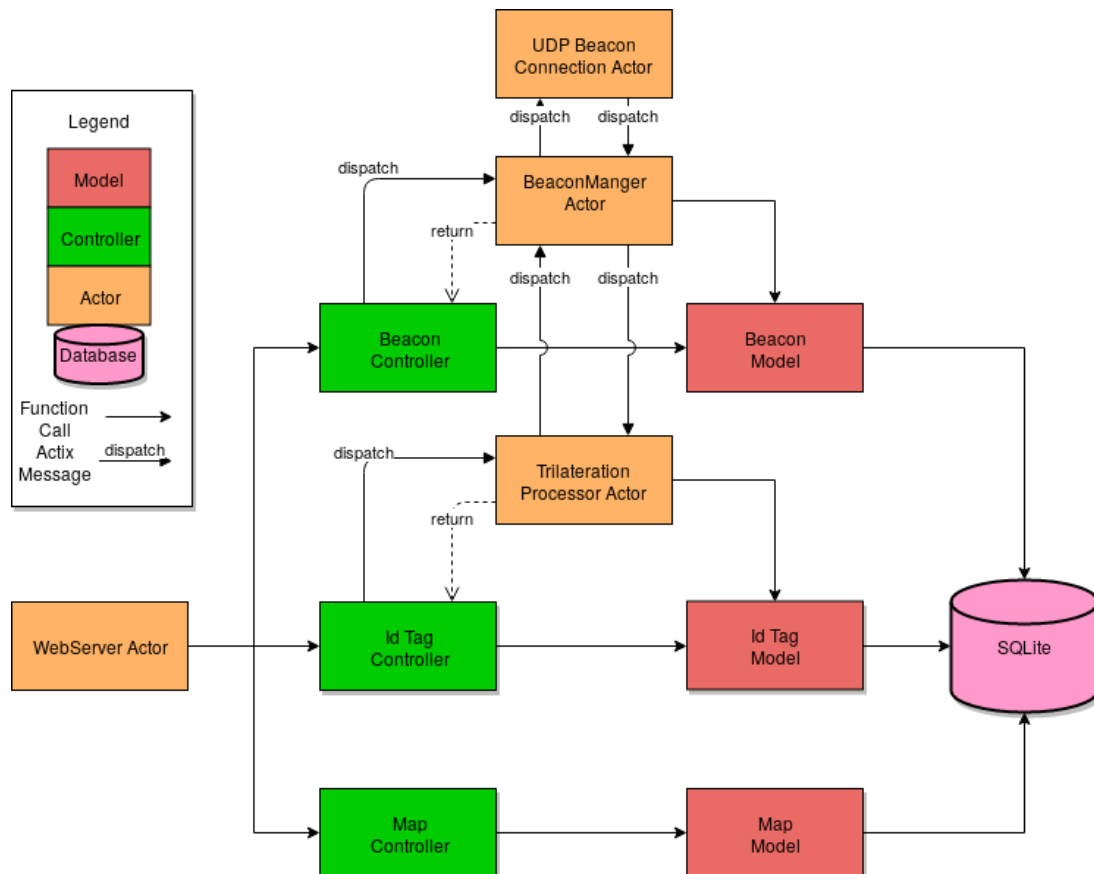 UDP Beacon
Connection Actor
Legend
Model
Controller
Actor
Database
Function
Call
Actix
Message
dispatch
dispatch
dispatch
dispatch
BeaconManger
Actor
return
dispatch
dispatch
Beacon
Controller
Beacon
Model
dispatch
Trilateration
Processor Actor
return
WebServer Actor
Id Tag
Controller
Id Tag
Model
SQLite
Map
Controller
Map
Model